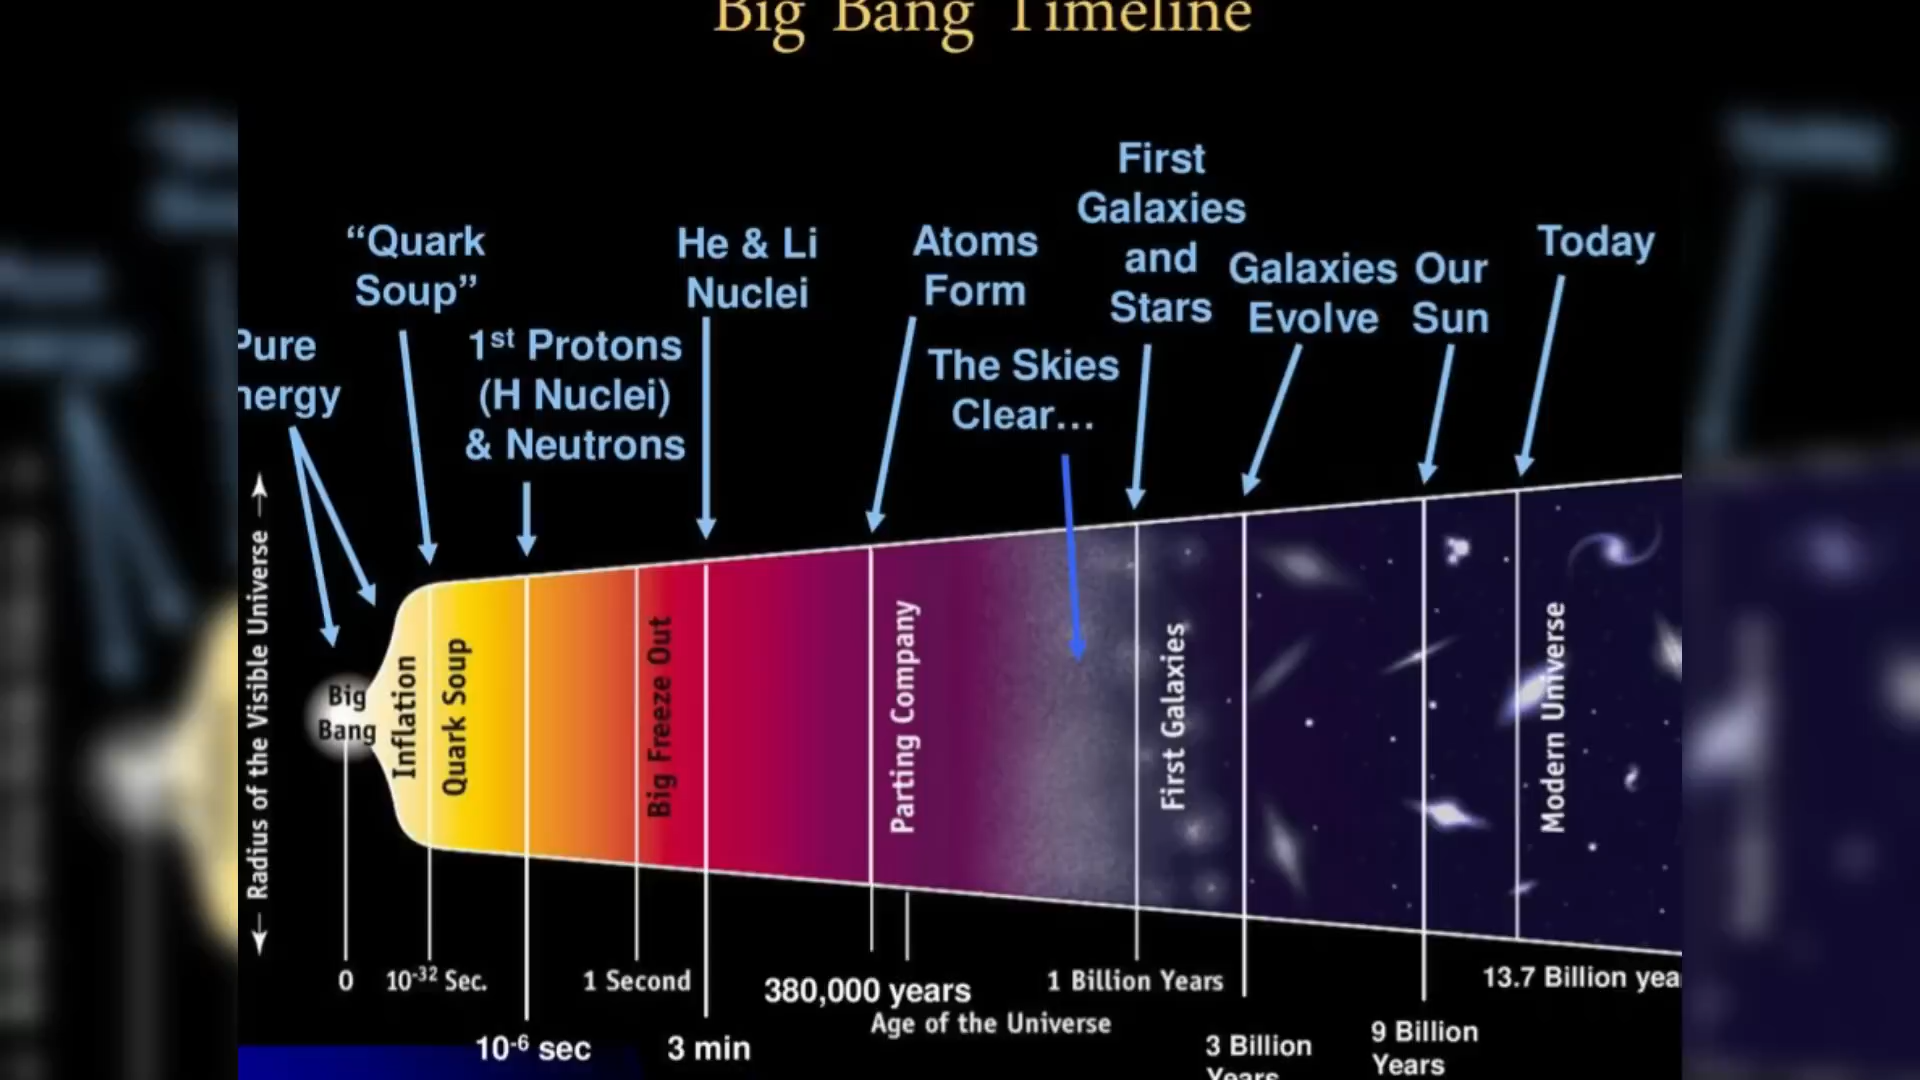 Big Bang Timeline
First
Galaxies
and
Stars
“Quark
Soup”
He & Li
Nuclei
Atoms
Form
Galaxies
Evolve
Our
Sun
Today
Pure
nergy
1st Protons
(H Nuclei)
& Neutrons
The Skies
Clear…
Radius of the Visible Universe
Big
Bang
Inflation
Quark Soup
Big Freeze Out
Parting Company
First Galaxies
Modern Universe
0
10-32 Sec.
1 Second
380,000 years
1 Billion Years
13.7 Billion yea
Age of the Universe
10-6 sec
3 min
3 Billion
Years
9 Billion
Years